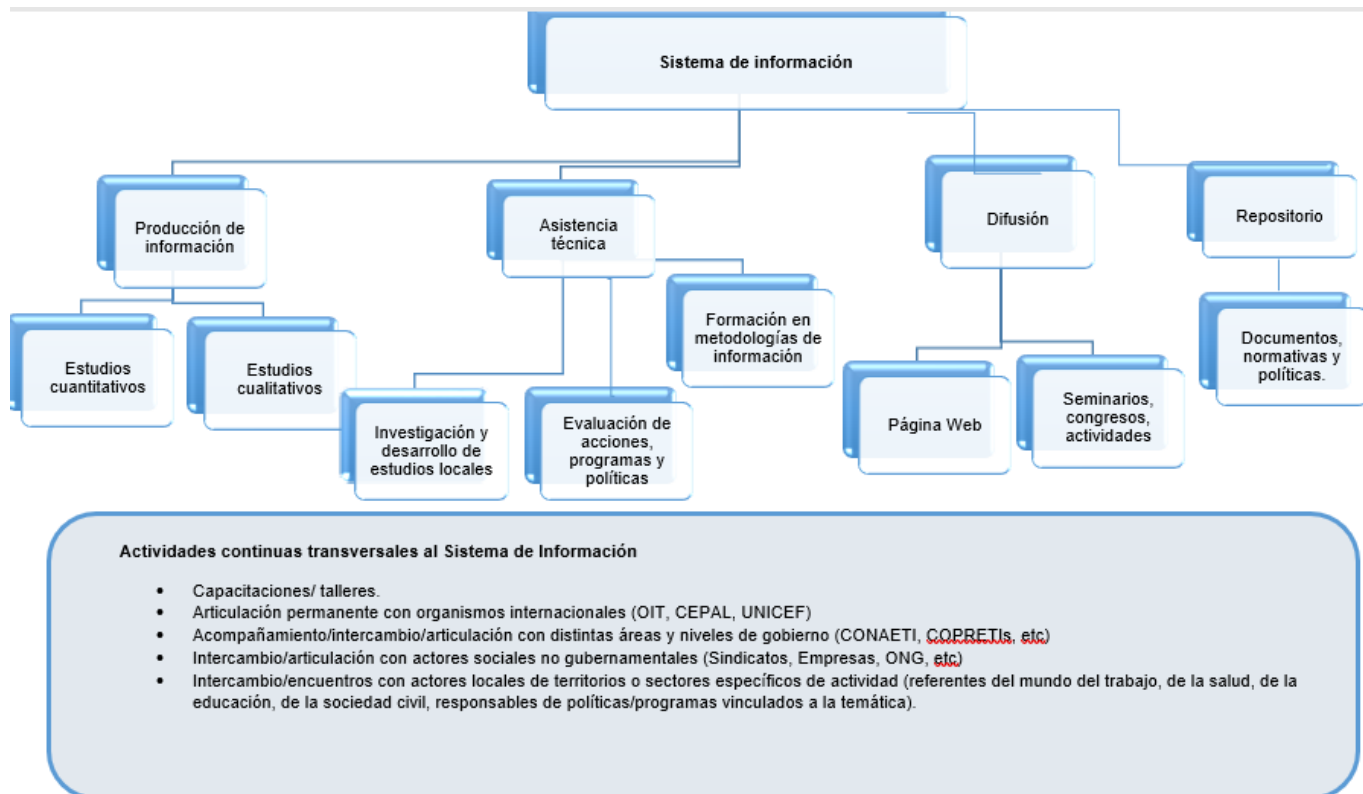 Sistema de información
Producción de
información
Asistencia
técnica
Difusión
Repositorio
Estudios
cuantitativos
Estudios
cualitativos
Formación en
metodologías de
información
Investigación y
desarrollo de
estudios locales
Evaluación de
acciones,
programas y
políticas
Página Web
Seminarios,
congresos,
actividades
Documentos,
normativas y
políticas.
Actividades continuas transversales al Sistema de Información
• Capacitaciones/ talleres.
• Articulación permanente con organismos internacionales (OIT, CEPAL, UNICEF)
• Acompañamiento/intercambio/articulación con distintas áreas y niveles de gobierno (CONAETI, COPRETIs, etc)
• Intercambio/articulación con actores sociales no gubernamentales (Sindicatos, Empresas, ONG, etc)
• Intercambio/encuentros con actores locales de territorios o sectores específicos de actividad (referentes del mundo del trabajo, de la salud, de la
educación, de la sociedad civil, responsables de políticas/programas vinculados a la temática).